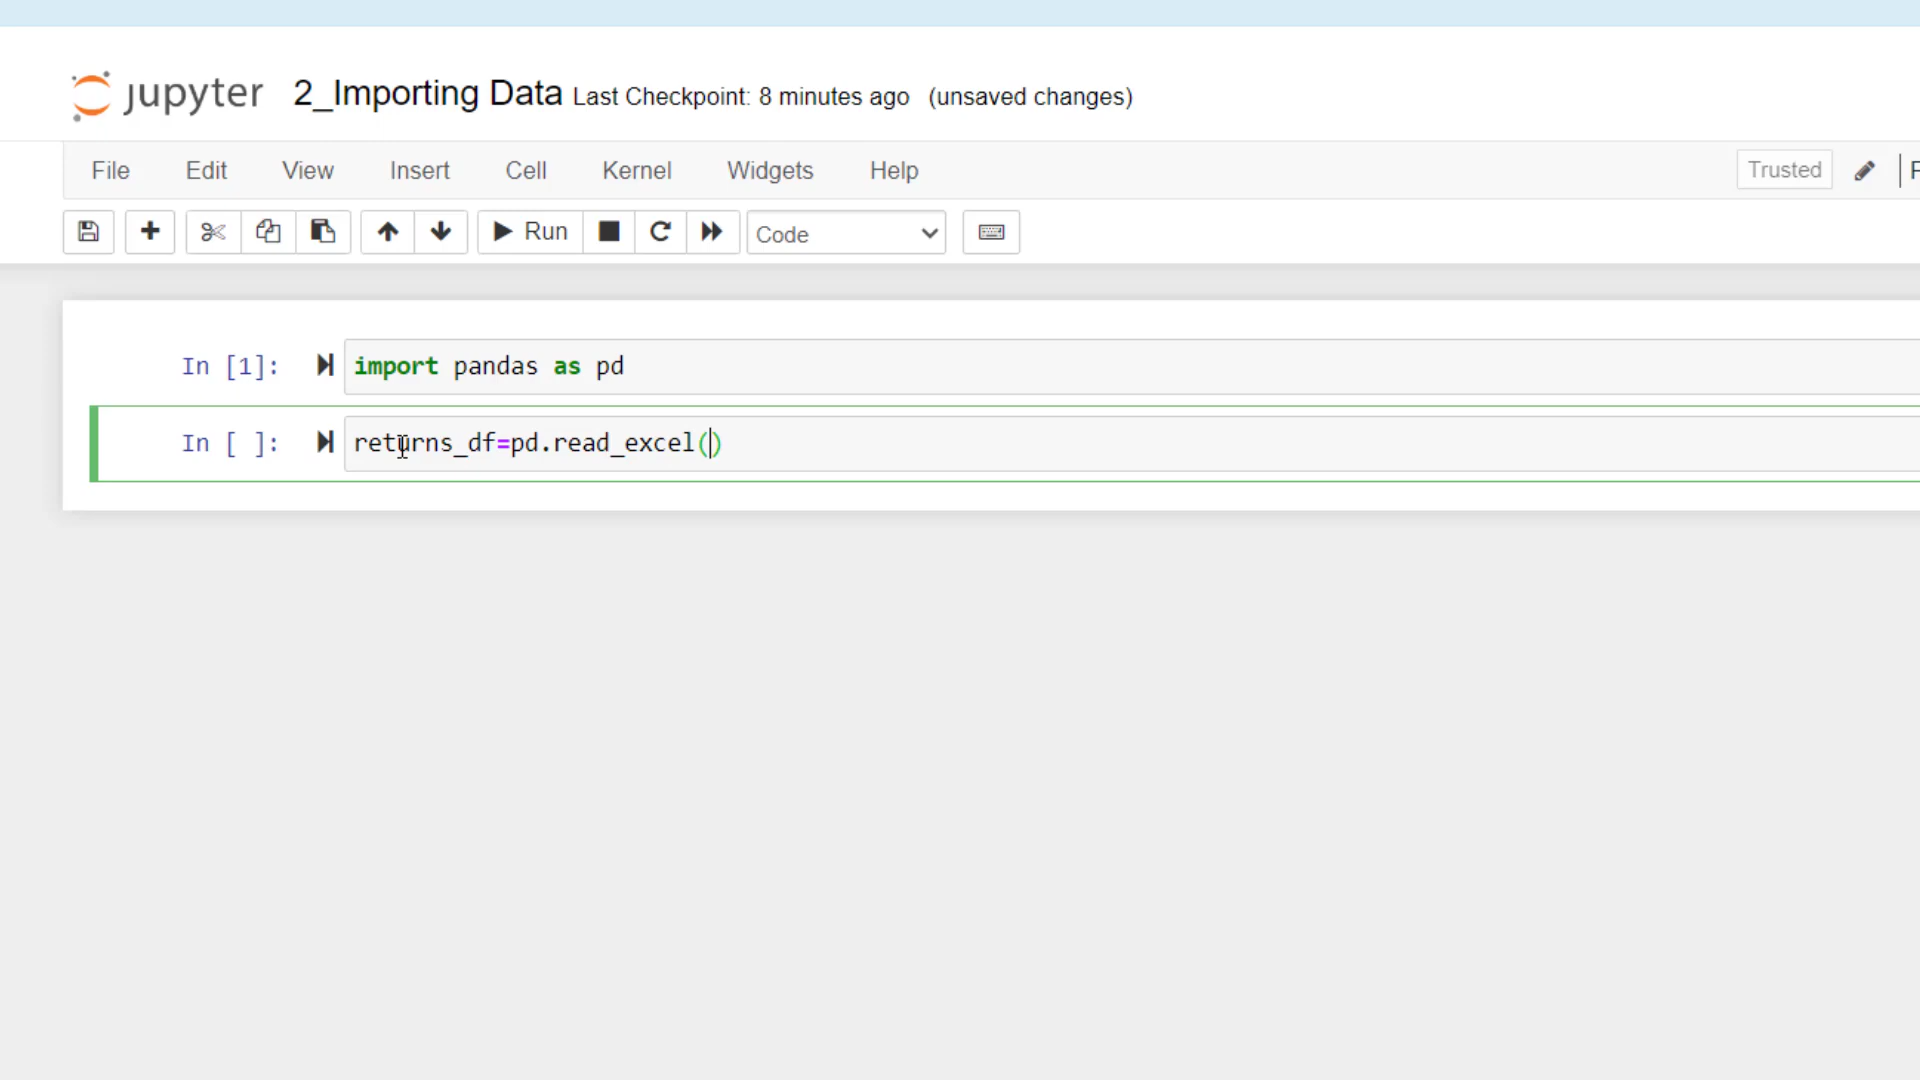 jupyter 2_Importing Data Last Checkpoint: 8 minutes ago (unsaved changes)
File Edit View Insert Cell Kernel Widgets Help Trusted
Run Code
In [1]: import pandas as pd
In [ ]: returns_df=pd.read_excel()